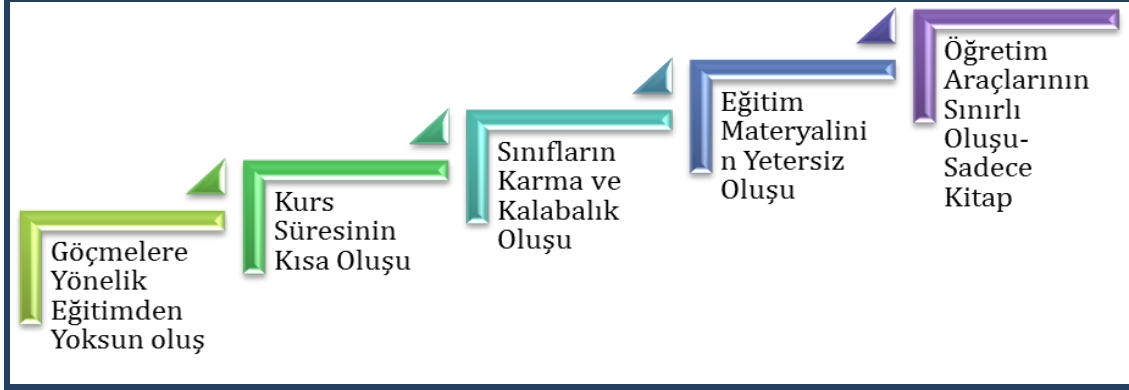 Göçmelere
Yönelik
Eğitimden
Yoksun oluş
Kurs
Süresinin
Kısa Oluşu
Sınıfların
Karma ve
Kalabalık
Oluşu
Eğitim
Materyalini
n Yetersiz
Oluşu
Öğretim
Araçlarının
Sınırlı
Oluşu-
Sadece
Kitap